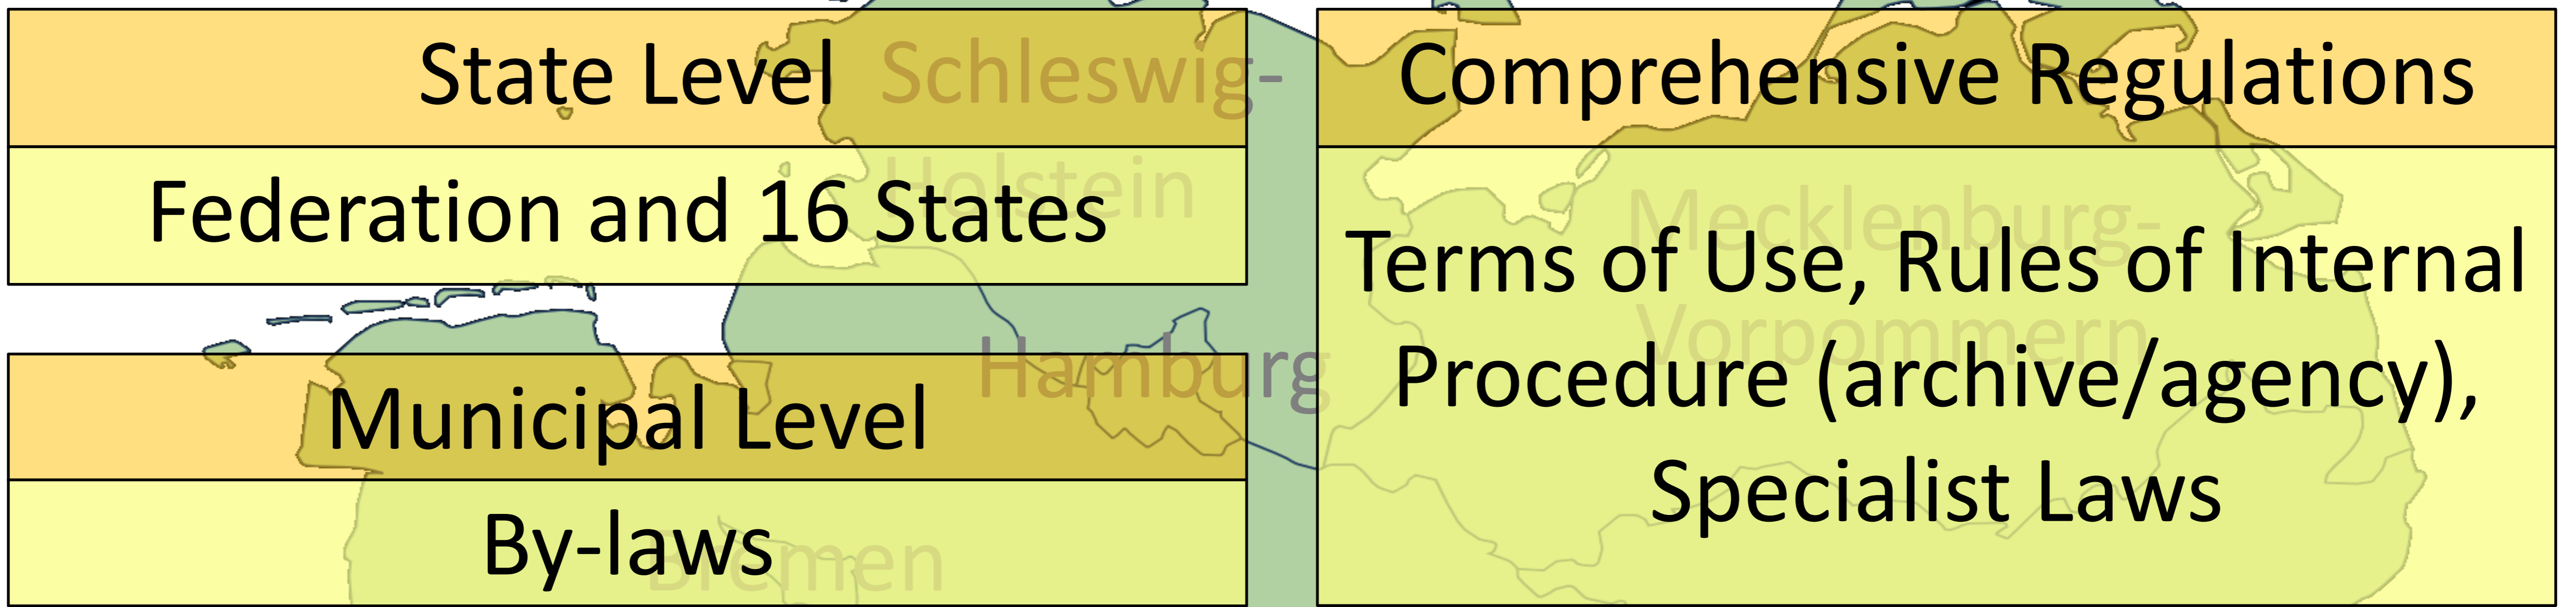 State Level
Federation and 16 States
Municipal Level
By-laws
Comprehensive Regulations
Terms of Use, Rules of Internal
Procedure (archive/agency),
Specialist Laws
Schleswig-
Holstein
Hamburg
Bremen
Mecklenburg-
Vorpommern